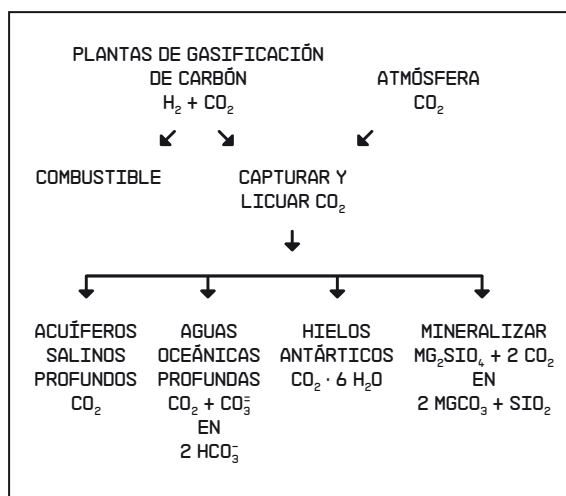 PLANTAS DE GASIFICACIÓN
DE CARBÓN
H₂ + CO₂
ATMÓSFERA
CO₂
COMBUSTIBLE
CAPTURAR Y
LICUAR CO₂
ACUÍFEROS
SALINOS
PROFUNDOS
CO₂
AGUAS
OCEÁNICAS
PROFUNDAS
CO₂ + CO₃⁼
EN
2 HCO₃⁻
HIELOS
ANTÁRTICOS
CO₂ · 6 H₂O
MINERALIZAR
MG₂SIO₄ + 2 CO₂
EN
2 MGCO₃ + SIO₂